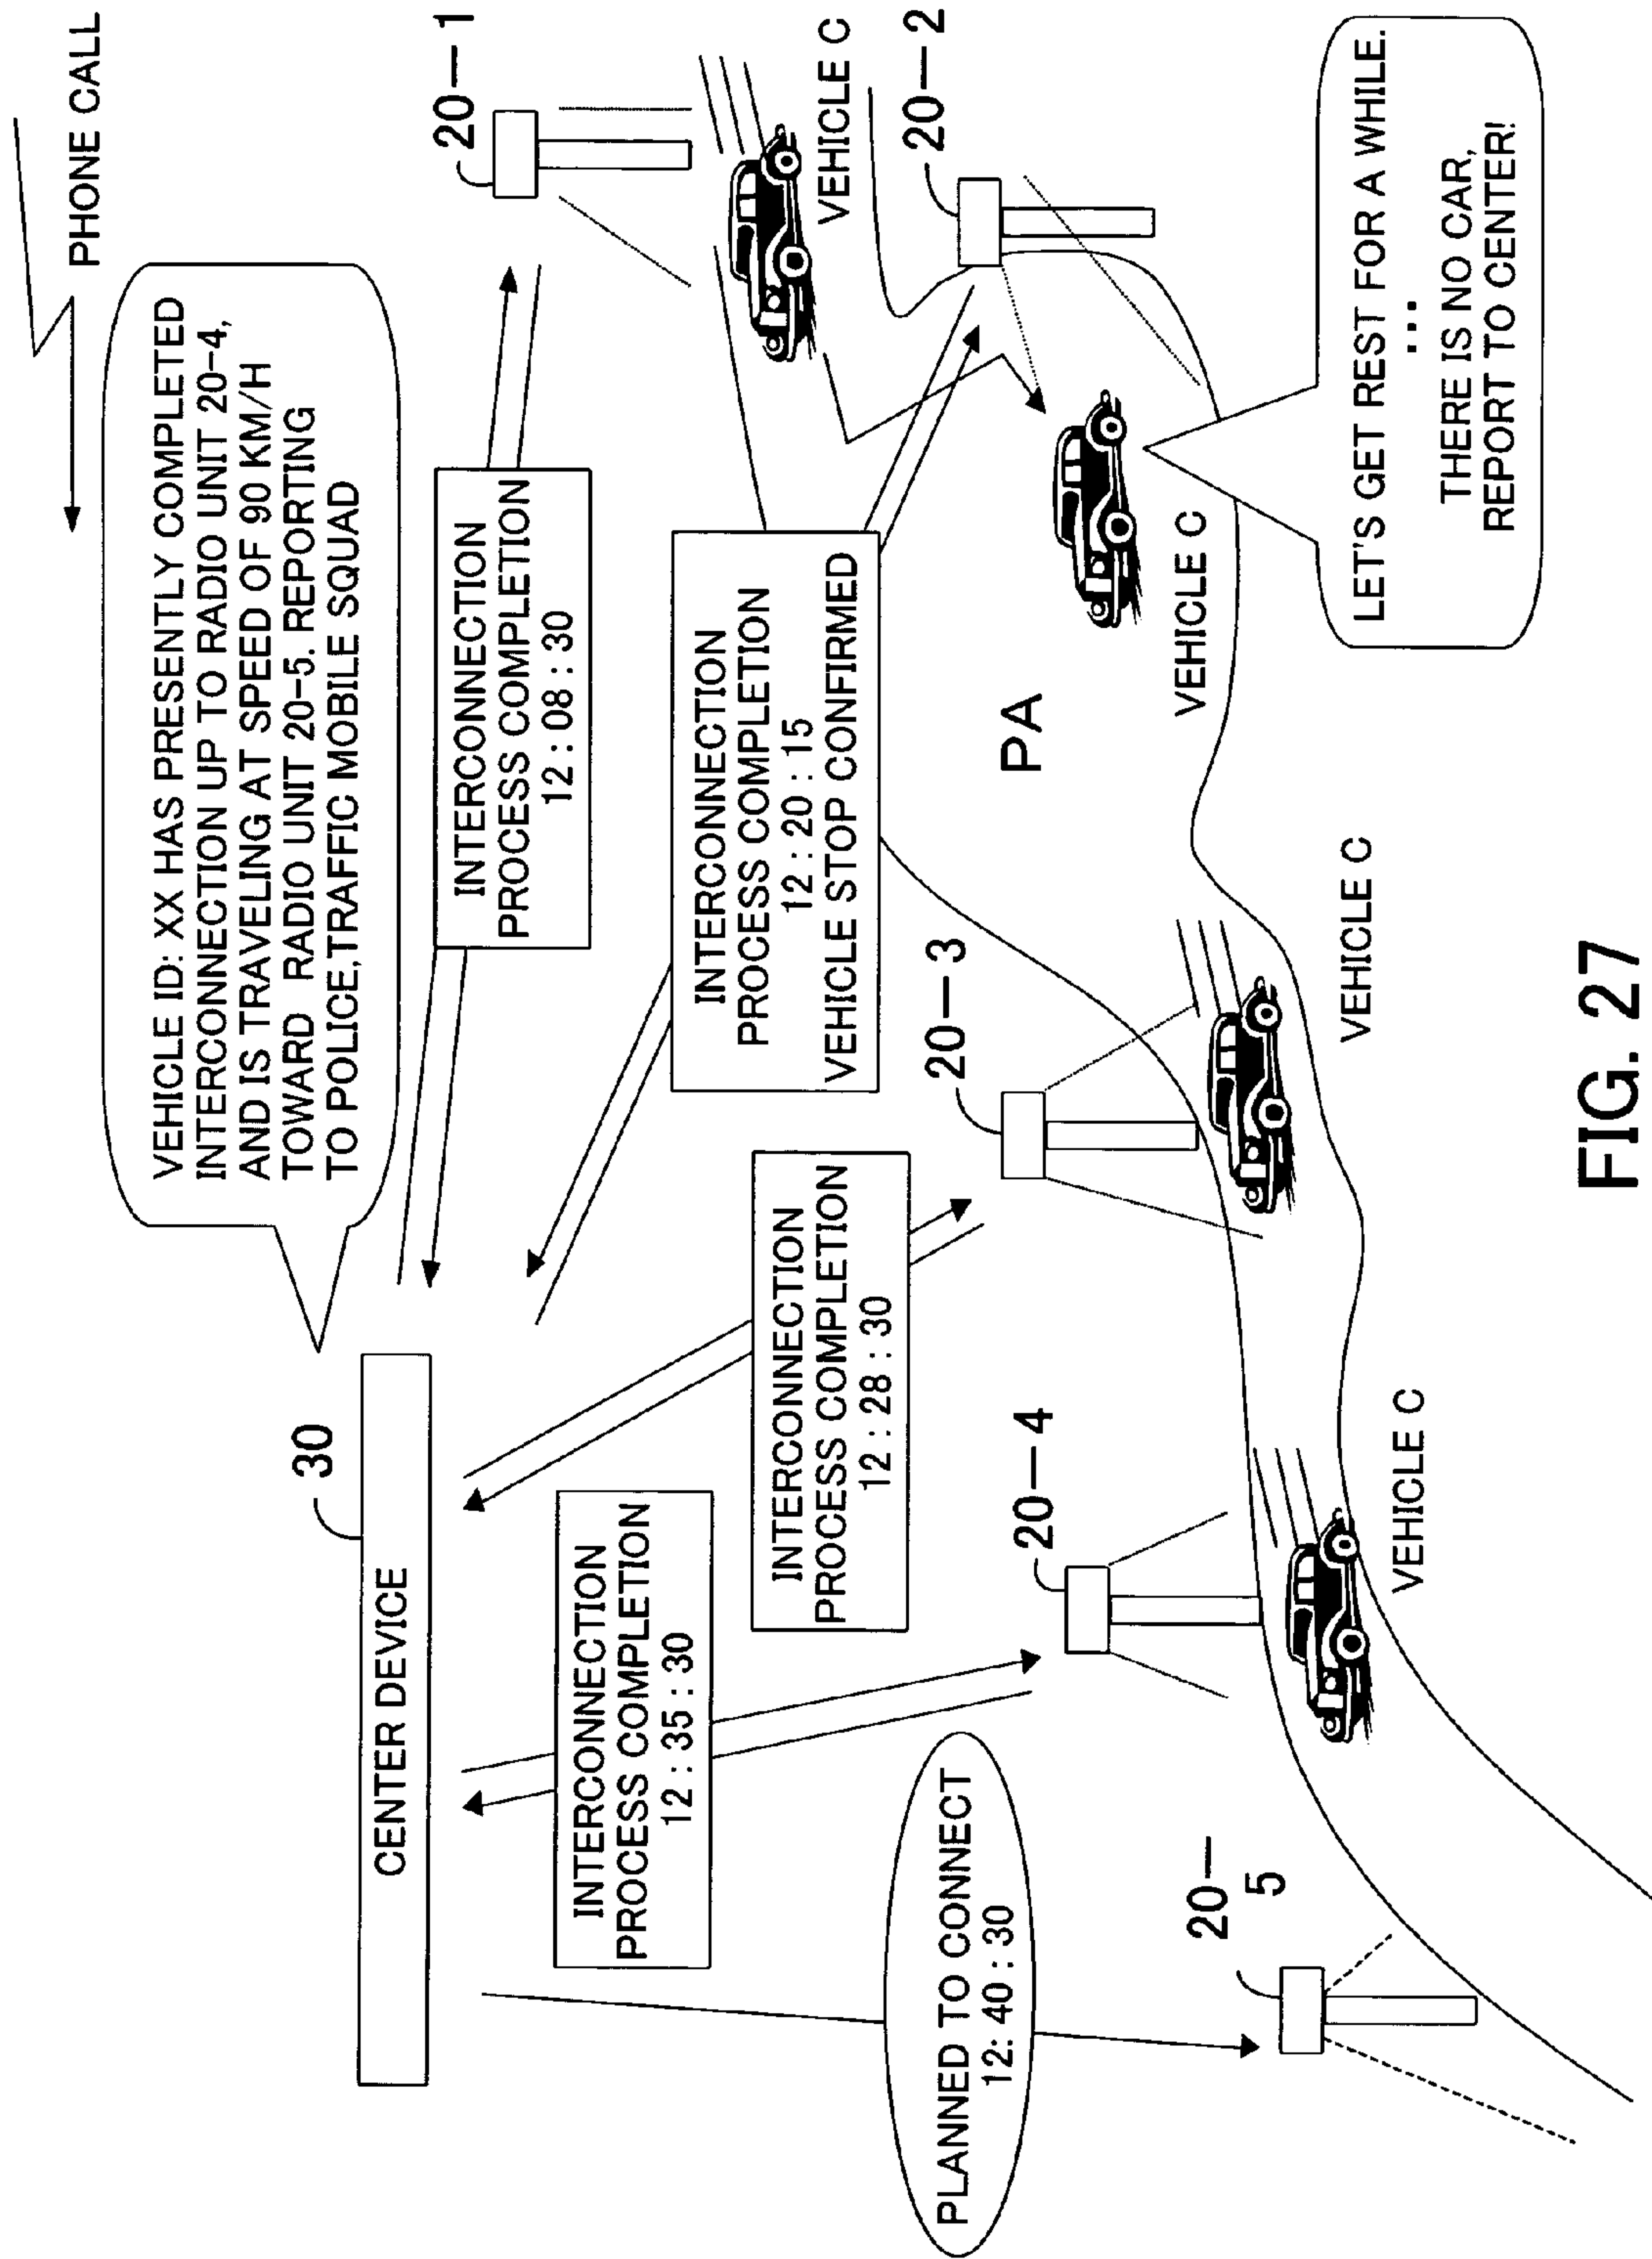 PHONE CALL
VEHICLE ID: XX HAS PRESENTLY COMPLETED
INTERCONNECTION UP TO RADIO UNIT 20-4,
AND IS TRAVELING AT SPEED OF 90 KM/H
TOWARD RADIO UNIT 20-5. REPORTING
TO POLICE,TRAFFIC MOBILE SQUAD
30
CENTER DEVICE
20-1
INTERCONNECTION
PROCESS COMPLETION
12:08:30
VEHICLE C
20-2
INTERCONNECTION
PROCESS COMPLETION
12:20:15
VEHICLE STOP CONFIRMED
PA
VEHICLE C
LET'S GET REST FOR A WHILE.
...
THERE IS NO CAR,
REPORT TO CENTER!
INTERCONNECTION
PROCESS COMPLETION
12:28:30
20-3
VEHICLE C
INTERCONNECTION
PROCESS COMPLETION
12:35:30
20-4
VEHICLE C
PLANNED TO CONNECT
12:40:30
20-
5
FIG. 27